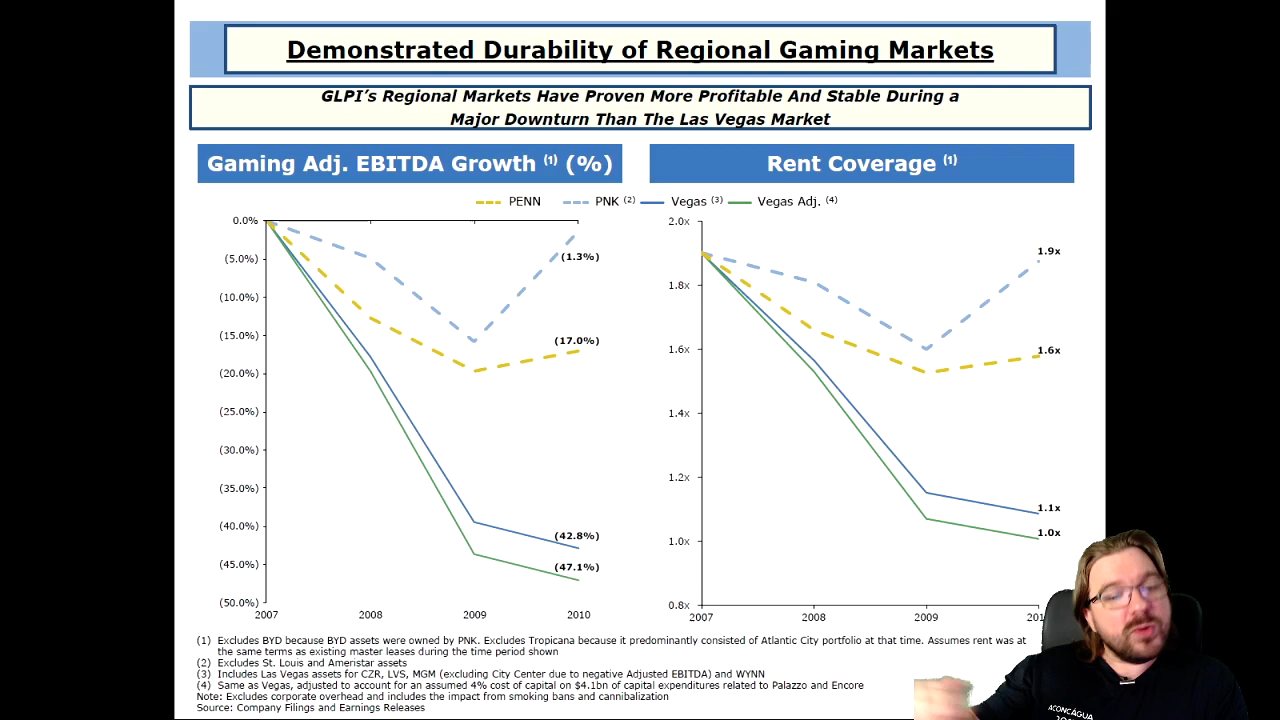 Demonstrated Durability of Regional Gaming Markets
GLPI’s Regional Markets Have Proven More Profitable And Stable During a
Major Downturn Than The Las Vegas Market
Gaming Adj. EBITDA Growth (1) (%)
Rent Coverage (1)
PENN PNK (2) Vegas (3) Vegas Adj. (4)
0.0%
(5.0%)
(10.0%)
(15.0%)
(20.0%)
(25.0%)
(30.0%)
(35.0%)
(40.0%)
(45.0%)
(50.0%)
2007 2008 2009 2010
(1.3%)
(17.0%)
(42.8%)
(47.1%)
2.0x
1.8x
1.6x
1.4x
1.2x
1.0x
0.8x
2007 2008 2009 201
1.9x
1.6x
1.1x
1.0x
(1) Excludes BYD because BYD assets were owned by PNK. Excludes Tropicana because it predominantly consisted of Atlantic City portfolio at that time. Assumes rent was at
the same terms as existing master leases during the time period shown
(2) Excludes St. Louis and Ameristar assets
(3) Includes Las Vegas assets for CZR, LVS, MGM (excluding City Center due to negative Adjusted EBITDA) and WYNN
(4) Same as Vegas, adjusted to account for an assumed 4% cost of capital on $4.1bn of capital expenditures related to Palazzo and Encore
Note: Excludes corporate overhead and includes the impact from smoking bans and cannibalization
Source: Company Filings and Earnings Releases
ACONCÁGUA